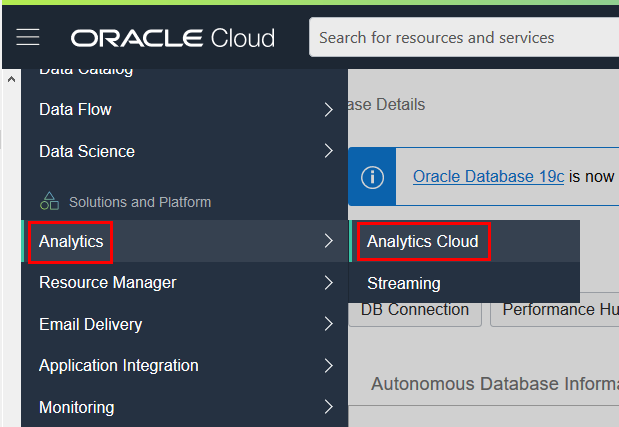 ORACLE Cloud
Search for resources and services
Data Catalog
Data Flow
Data Science
Solutions and Platform
Analytics
Resource Manager
Email Delivery
Application Integration
Monitoring
Analytics Cloud
Streaming
ase Details
Oracle Database 19c is now
DB Connection
Performance Hu
Autonomous Database Informa